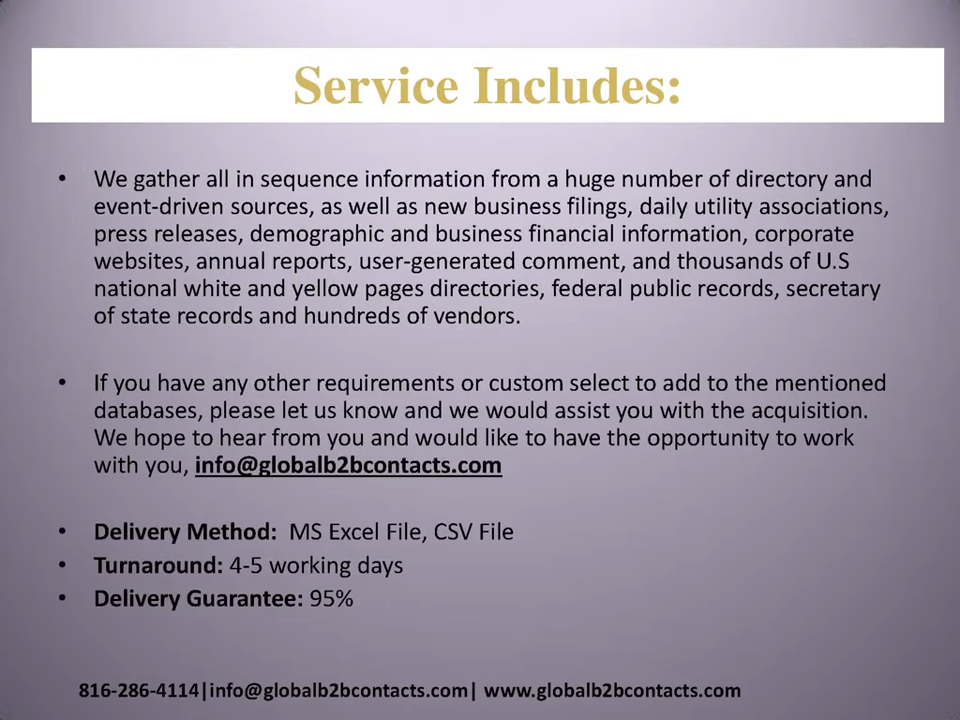 Service Includes:
• We gather all in sequence information from a huge number of directory and
event-driven sources, as well as new business filings, daily utility associations,
press releases, demographic and business financial information, corporate
websites, annual reports, user-generated comment, and thousands of U.S
national white and yellow pages directories, federal public records, secretary
of state records and hundreds of vendors.
• If you have any other requirements or custom select to add to the mentioned
databases, please let us know and we would assist you with the acquisition.
We hope to hear from you and would like to have the opportunity to work
with you, info@globalb2bcontacts.com
• Delivery Method: MS Excel File, CSV File
• Turnaround: 4-5 working days
• Delivery Guarantee: 95%
816-286-4114|info@globalb2bcontacts.com| www.globalb2bcontacts.com